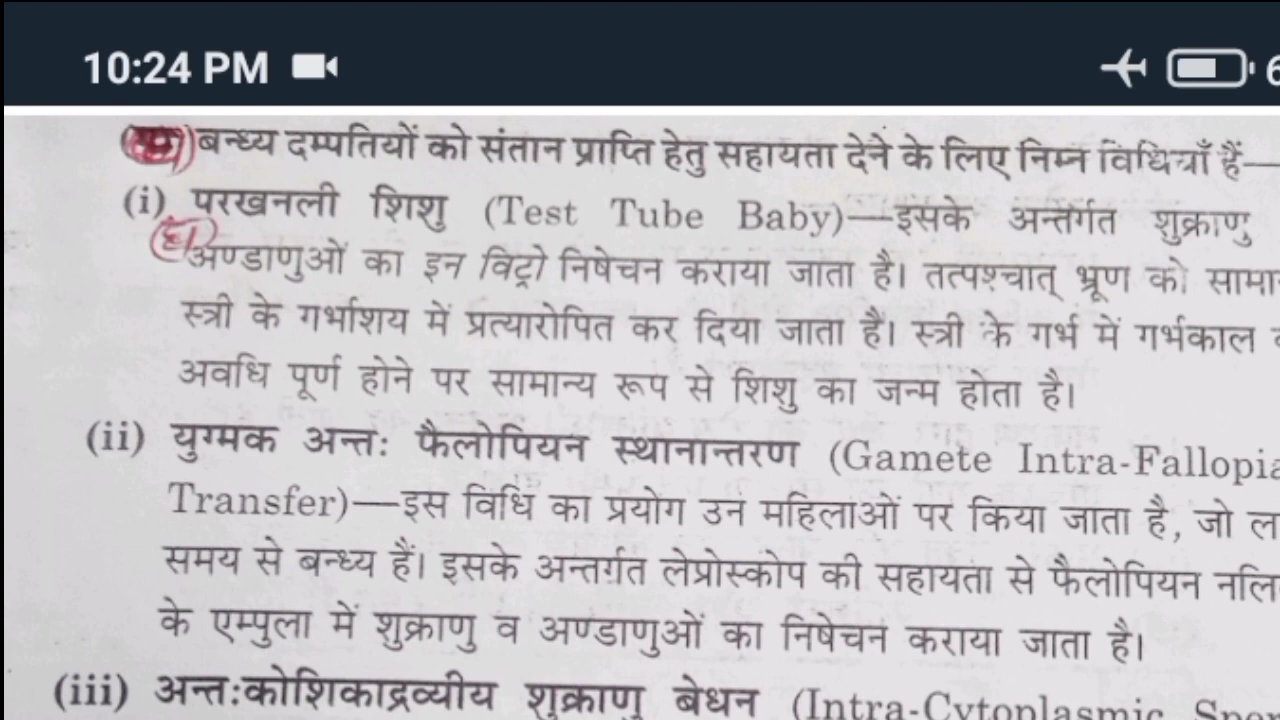 10:24 PM
बन्ध्य दम्पतियों को संतान प्राप्ति हेतु सहायता देने के लिए निम्न विधियाँ हैं—
(i) परखनली शिशु (Test Tube Baby)—इसके अन्तर्गत शुक्राणु
अण्डाणुओं का इन विट्रो निषेचन कराया जाता है। तत्पश्चात् भ्रूण को
स्त्री के गर्भाशय में प्रत्यारोपित कर दिया जाता है। स्त्री के गर्भ में गर्भकाल
अवधि पूर्ण होने पर सामान्य रूप से शिशु का जन्म होता है।
(ii) युग्मक अन्तः फैलोपियन स्थानान्तरण (Gamete Intra-Fallopia
Transfer)—इस विधि का प्रयोग उन महिलाओं पर किया जाता है, जो
समय से बन्ध्य हैं। इसके अन्तर्गत लेप्रोस्कोप की सहायता से फैलोपियन नलि
के एम्पुला में शुक्राणु व अण्डाणुओं का निषेचन कराया जाता है।
(iii) अन्तःकोशिकाद्रव्यीय शुक्राणु बेधन (Intra-Cytoplasmic